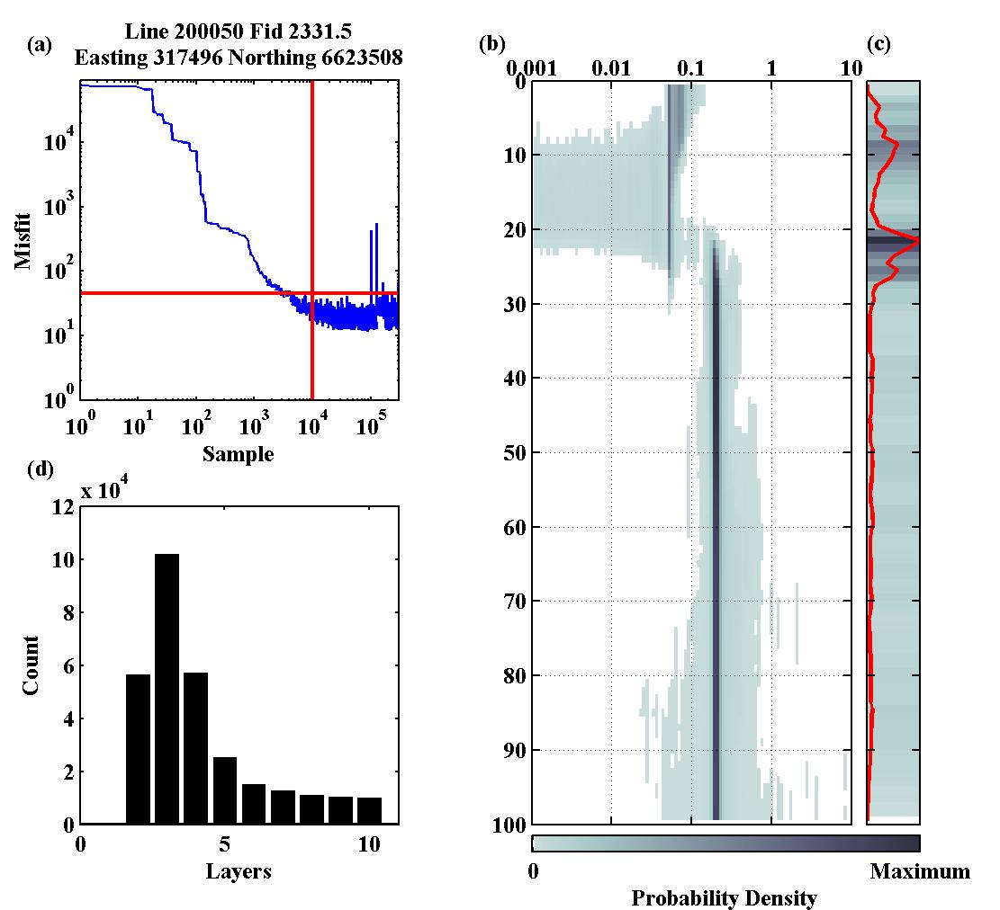 (a)
Line 200050 Fid 2331.5
Easting 317496 Northing 6623508
Misfit
10^4
10^3
10^2
10^1
10^0
10^0 10^1 10^2 10^3 10^4 10^5
Sample
(b)
0.001 0.01 0.1 1 10
0
10
20
30
40
50
60
70
80
90
100
(c)
(d)
x 10^4
Count
12
10
8
6
4
2
0
0 5 10
Layers
0 Maximum
Probability Density